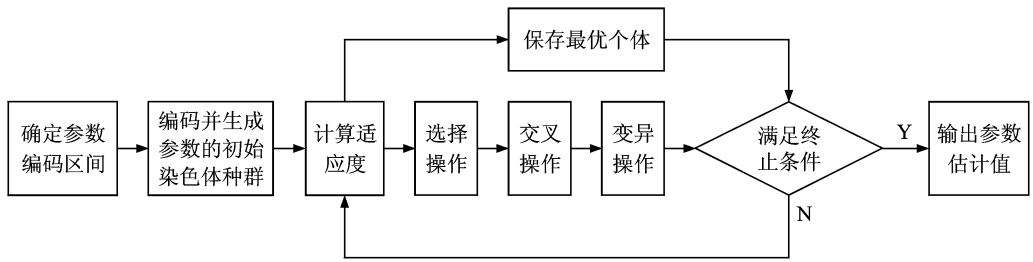 保存最优个体
确定参数
编码区间
编码并生成
参数的初始
染色体种群
计算适
应度
选择
操作
交叉
操作
变异
操作
满足终
止条件
Y
输出参数
估计值
N